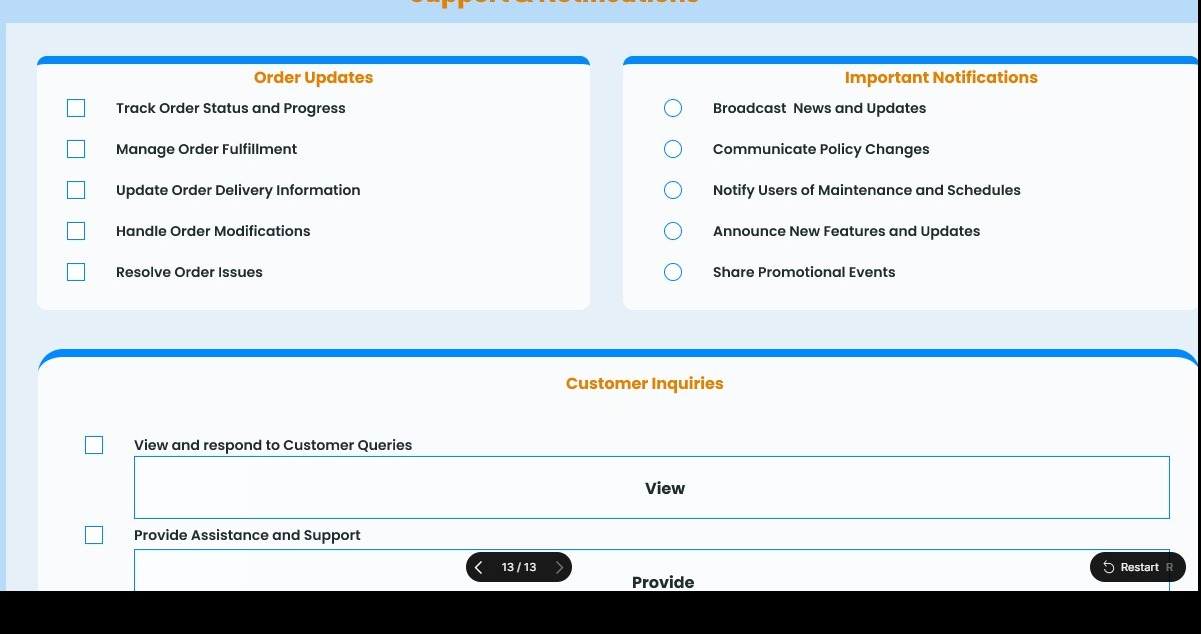 Support & Notifications
Order Updates
Track Order Status and Progress
Manage Order Fulfillment
Update Order Delivery Information
Handle Order Modifications
Resolve Order Issues
Important Notifications
Broadcast  News and Updates
Communicate Policy Changes
Notify Users of Maintenance and Schedules
Announce New Features and Updates
Share Promotional Events
Customer Inquiries
View and respond to Customer Queries
View
Provide Assistance and Support
Provide
13 / 13
Restart R